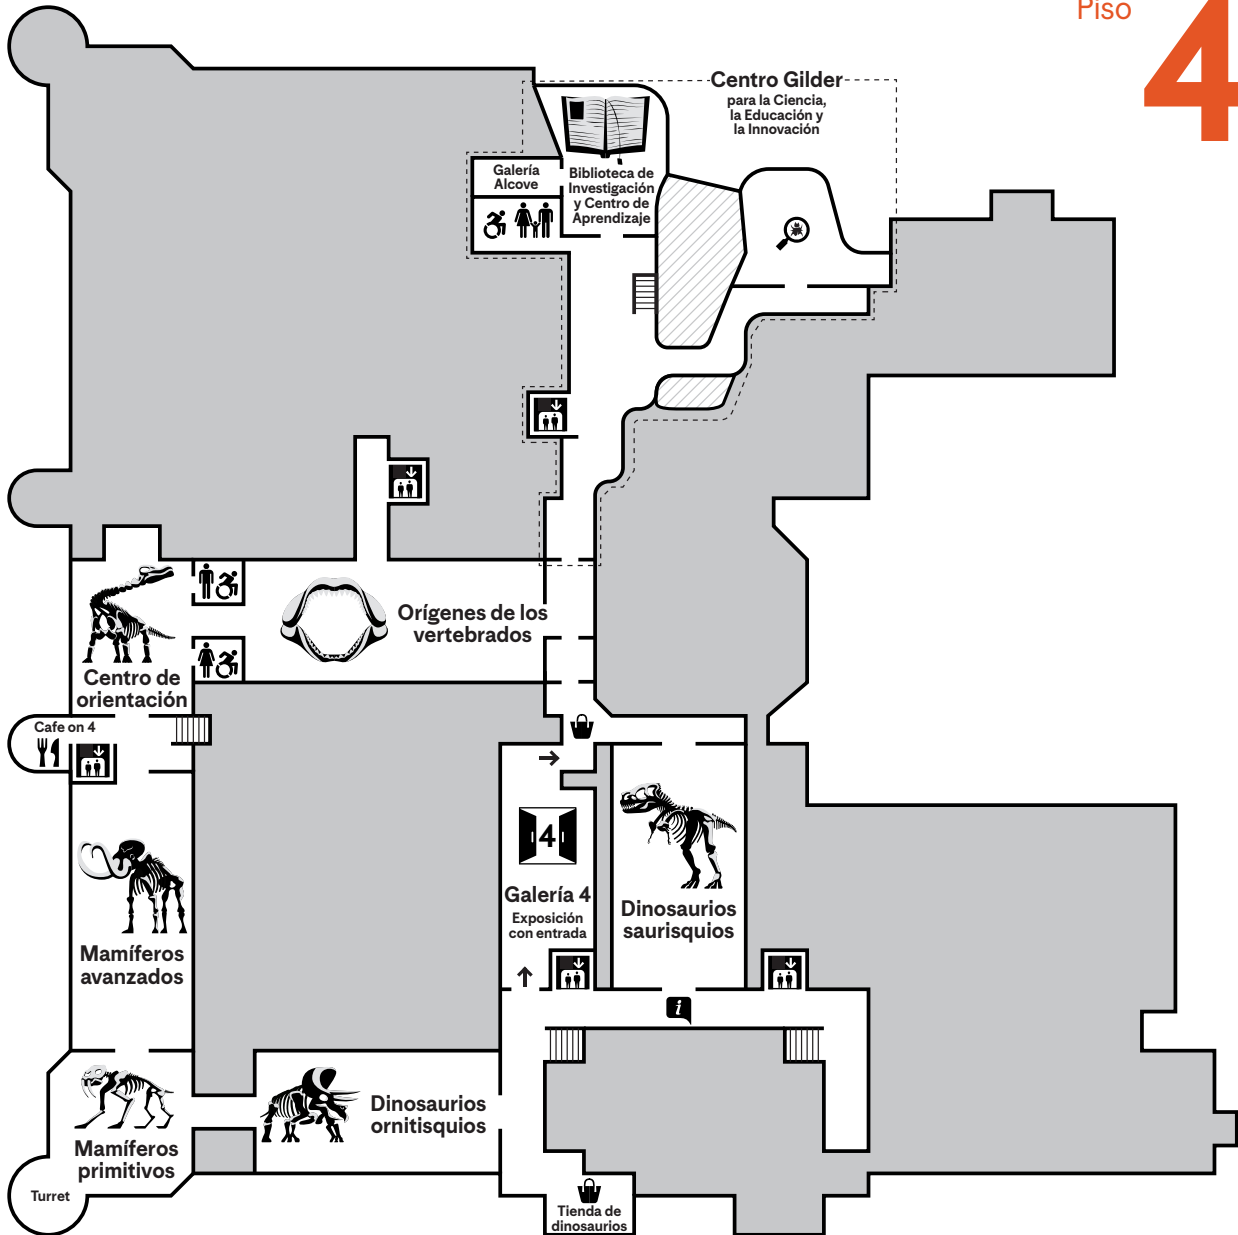 Piso
4
Centro Gilder
para la Ciencia,
la Educación y
la Innovación
Galería
Alcove
Biblioteca de
Investigación
y Centro de
Aprendizaje
Orígenes de los
vertebrados
Centro de
orientación
Cafe on 4
4
Galería 4
Exposición
con entrada
Dinosaurios
saurisquios
Mamíferos
avanzados
i
Dinosaurios
ornitisquios
Mamíferos
primitivos
Turret
Tienda de
dinosaurios